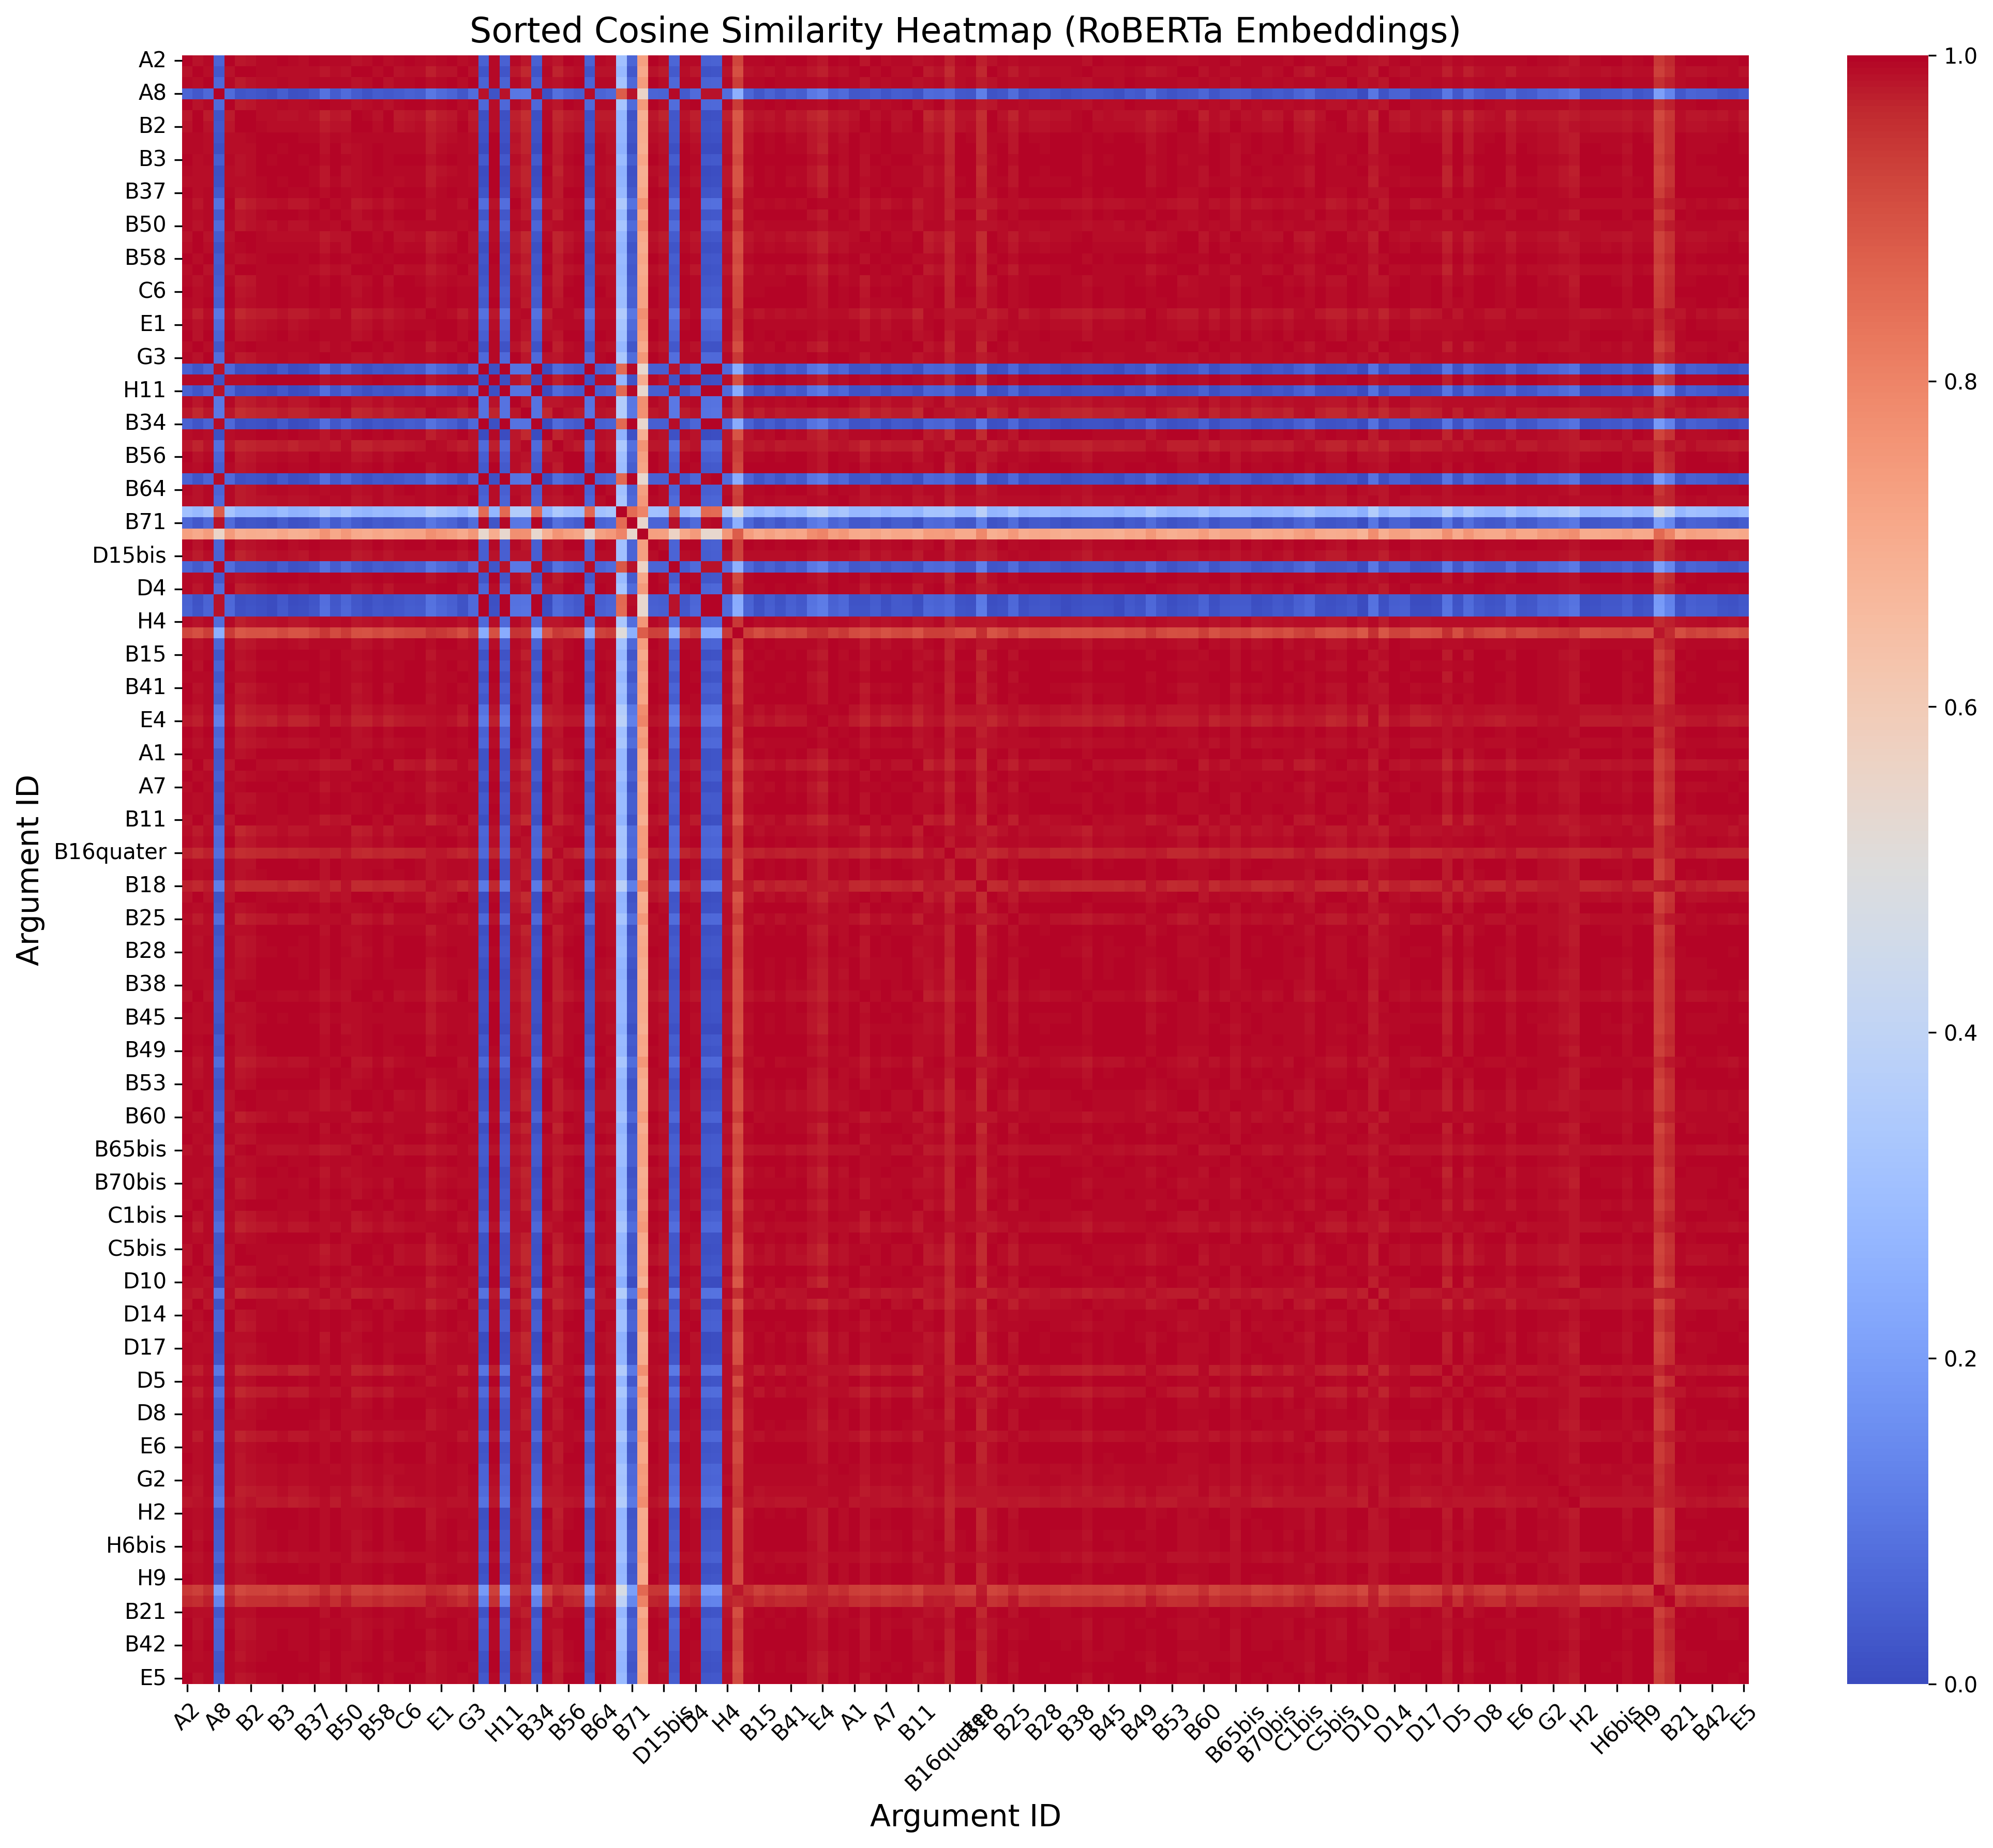 Sorted Cosine Similarity Heatmap (RoBERTa Embeddings)
Argument ID
A2
A8
B2
B3
B37
B50
B58
C6
E1
G3
H11
B34
B56
B64
B71
D15bis
D4
H4
B15
B41
E4
A1
A7
B11
B16quater
B18
B25
B28
B38
B45
B49
B53
B60
B65bis
B70bis
C1bis
C5bis
D10
D14
D17
D5
D8
E6
G2
H2
H6bis
H9
B21
B42
E5
1.0
0.8
0.6
0.4
0.2
0.0
A2
A8
B2
B3
B37
B50
B58
C6
E1
G3
H11
B34
B56
B64
B71
D15bis
D4
H4
B15
B41
E4
A1
A7
B11
B16quater
B18
B25
B28
B38
B45
B49
B53
B60
B65bis
B70bis
C1bis
C5bis
D10
D14
D17
D5
D8
E6
G2
H2
H6bis
H9
B21
B42
E5
Argument ID